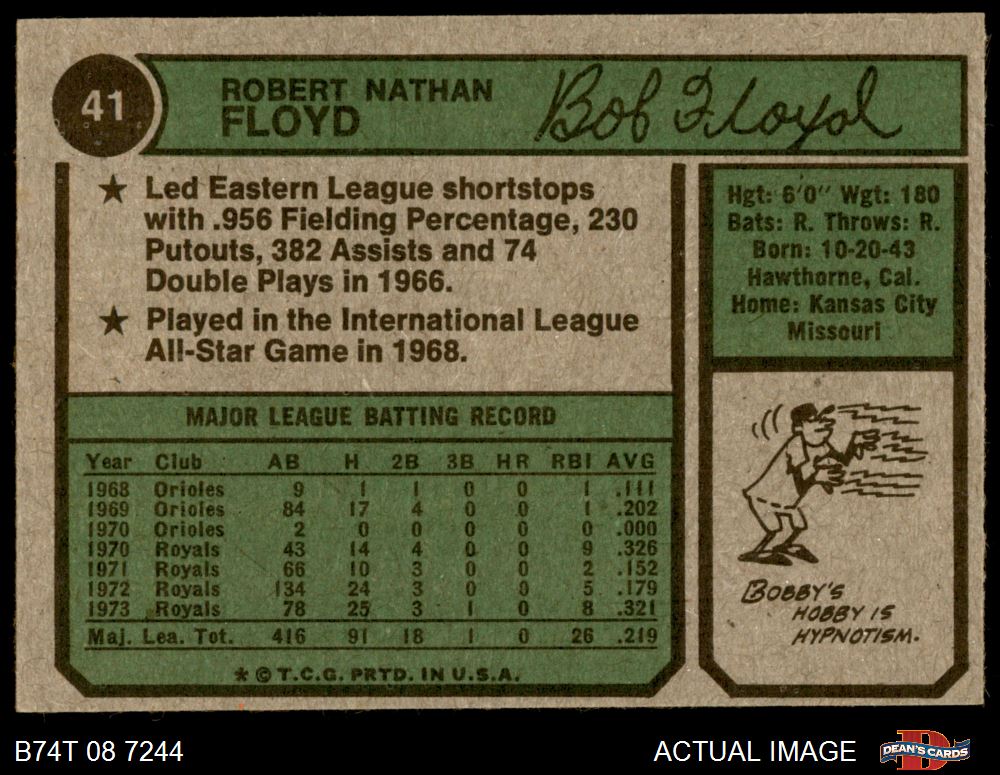 41
ROBERT NATHAN
FLOYD
Bob Floyd
★ Led Eastern League shortstops
with .956 Fielding Percentage, 230
Putouts, 382 Assists and 74
Double Plays in 1966.
★ Played in the International League
All-Star Game in 1968.
Hgt: 6'0" Wgt: 180
Bats: R. Throws: R.
Born: 10-20-43
Hawthorne, Cal.
Home: Kansas City
Missouri
MAJOR LEAGUE BATTING RECORD
Year Club AB H 2B 3B HR RBI AVG
1968 Orioles 9 1 1 0 0 1 .111
1969 Orioles 84 17 4 0 0 1 .202
1970 Orioles 2 0 0 0 0 0 .000
1970 Royals 43 14 4 0 0 9 .326
1971 Royals 66 10 3 0 0 2 .152
1972 Royals 134 24 3 0 0 5 .179
1973 Royals 78 25 3 1 0 8 .321
Maj. Lea. Tot. 416 91 18 1 0 26 .219
* © T.C.G. PRTD. IN U.S.A.
BOBBY'S
HOBBY IS
HYPNOTISM.
B74T 08 7244
ACTUAL IMAGE
DEAN'S CARDS